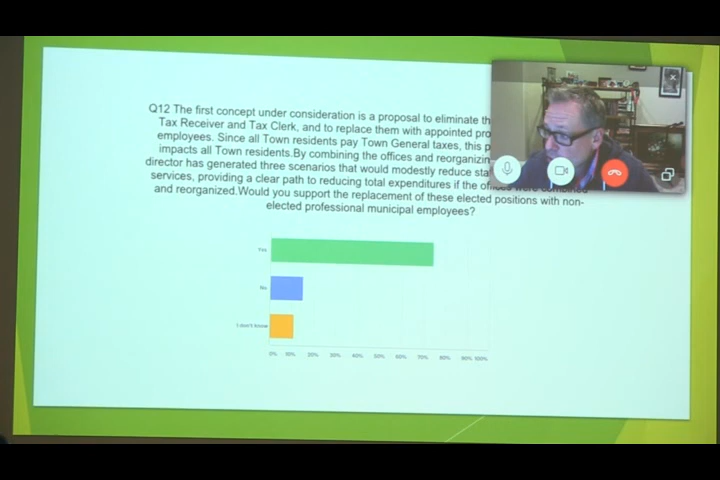 Q12 The first concept under consideration is a proposal to eliminate th
Tax Receiver and Tax Clerk, and to replace them with appointed pro
employees. Since all Town residents pay Town General taxes, this p
impacts all Town residents.By combining the offices and reorganizin
director has generated three scenarios that would modestly reduce sta
services, providing a clear path to reducing total expenditures if the combined
and reorganized.Would you support the replacement of these elected positions with non-
elected professional municipal employees?
Yes
No
I don't know
0% 10% 20% 30% 40% 50% 60% 70% 80% 90% 100%